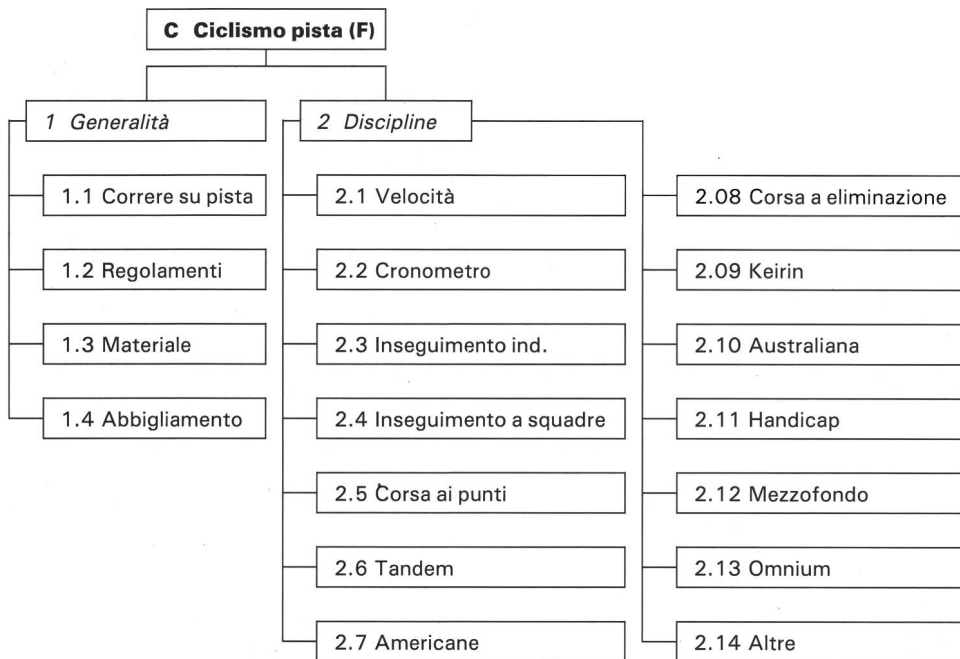 C Ciclismo pista (F)
1 Generalità
1.1 Correre su pista
1.2 Regolamenti
1.3 Materiale
1.4 Abbigliamento
2 Discipline
2.1 Velocità
2.2 Cronometro
2.3 Inseguimento ind.
2.4 Inseguimento a squadre
2.5 Corsa ai punti
2.6 Tandem
2.7 Americane
2.08 Corsa a eliminazione
2.09 Keirin
2.10 Australiana
2.11 Handicap
2.12 Mezzofondo
2.13 Omnium
2.14 Altre